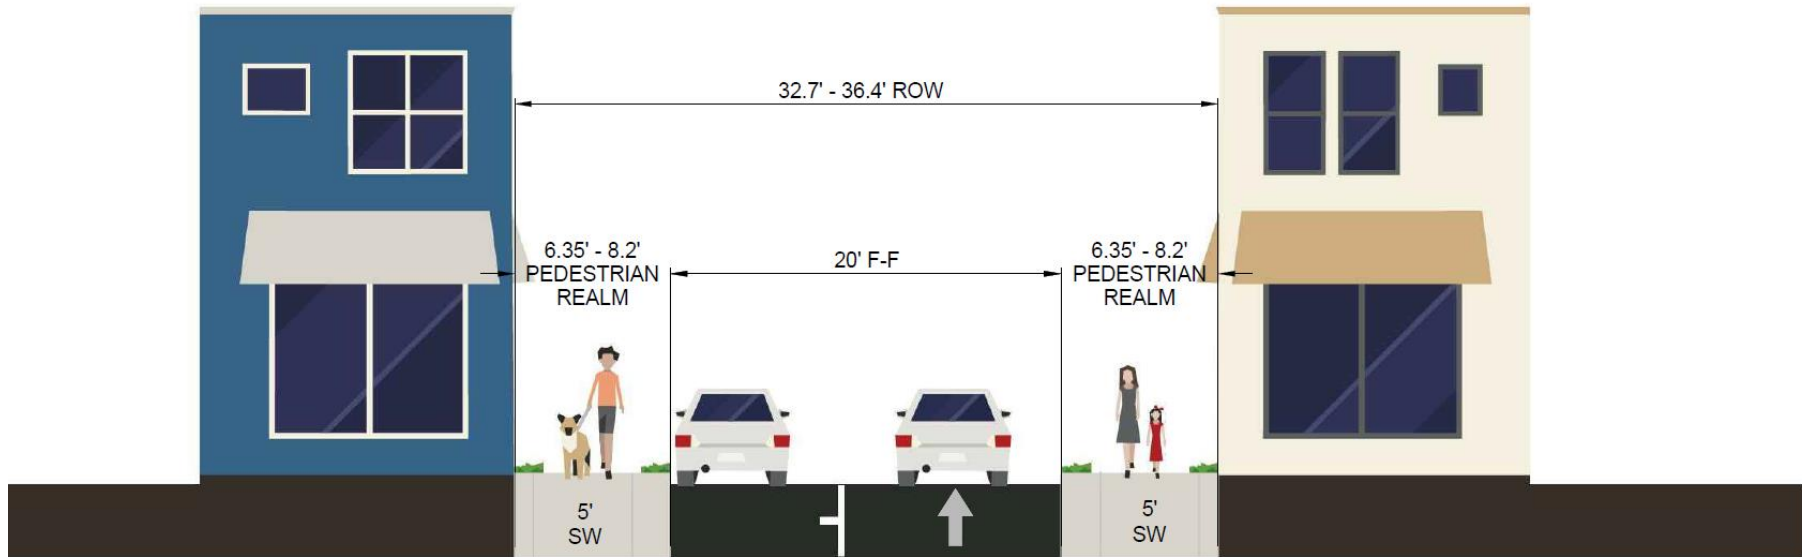 32.7' - 36.4' ROW
6.35' - 8.2'
PEDESTRIAN
REALM
20' F-F
6.35' - 8.2'
PEDESTRIAN
REALM
5'
SW
5'
SW